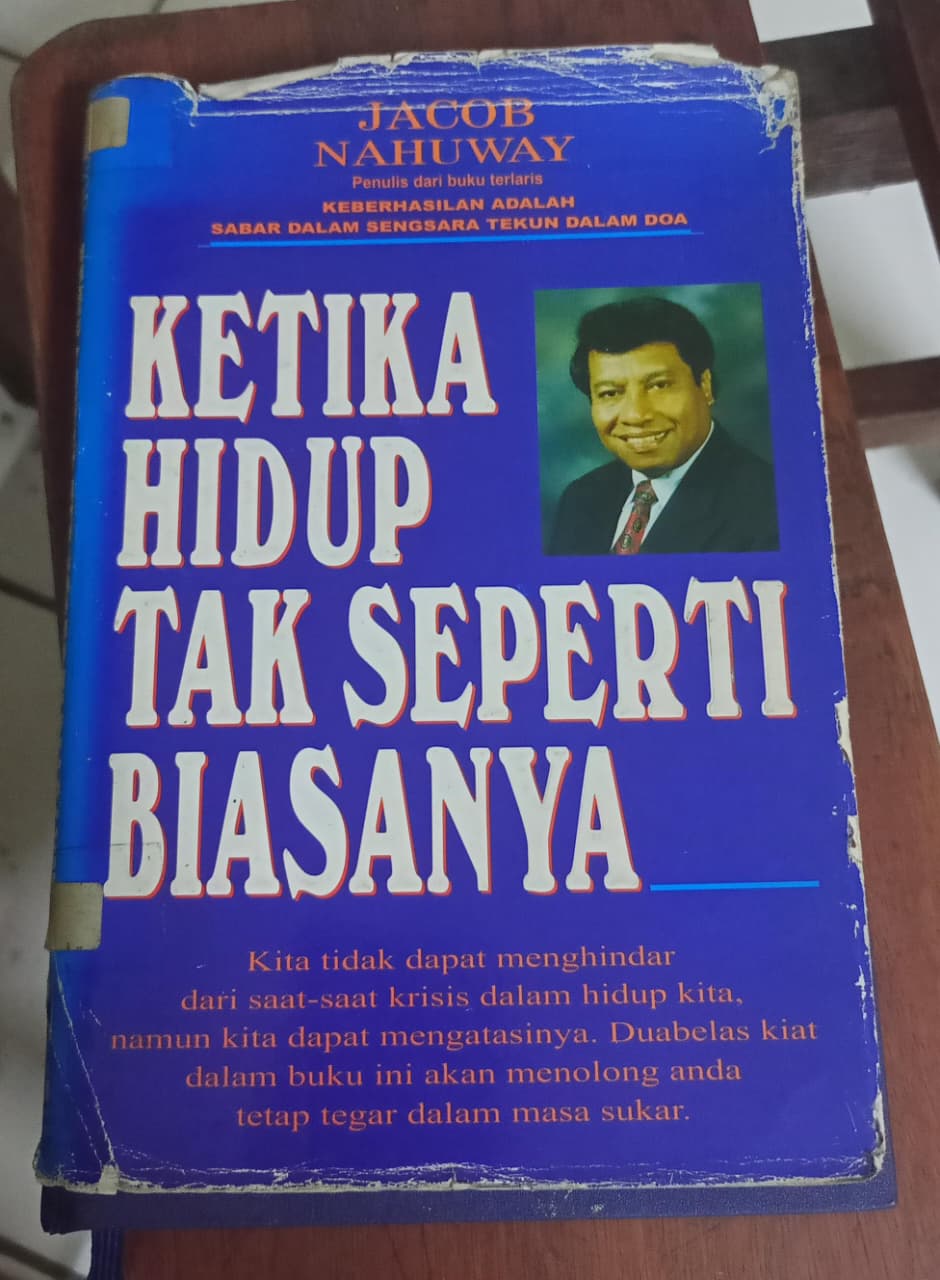 JACOB
NAHUWAY
Penulis dari buku terlaris
KEBERHASILAN ADALAH
SABAR DALAM SENGSARA TEKUN DALAM DOA
KETIKA
HIDUP
TAK SEPERTI
BIASANYA
Kita tidak dapat menghindar
dari saat-saat krisis dalam hidup kita,
namun kita dapat mengatasinya. Duabelas kiat
dalam buku ini akan menolong anda
tetap tegar dalam masa sukar.